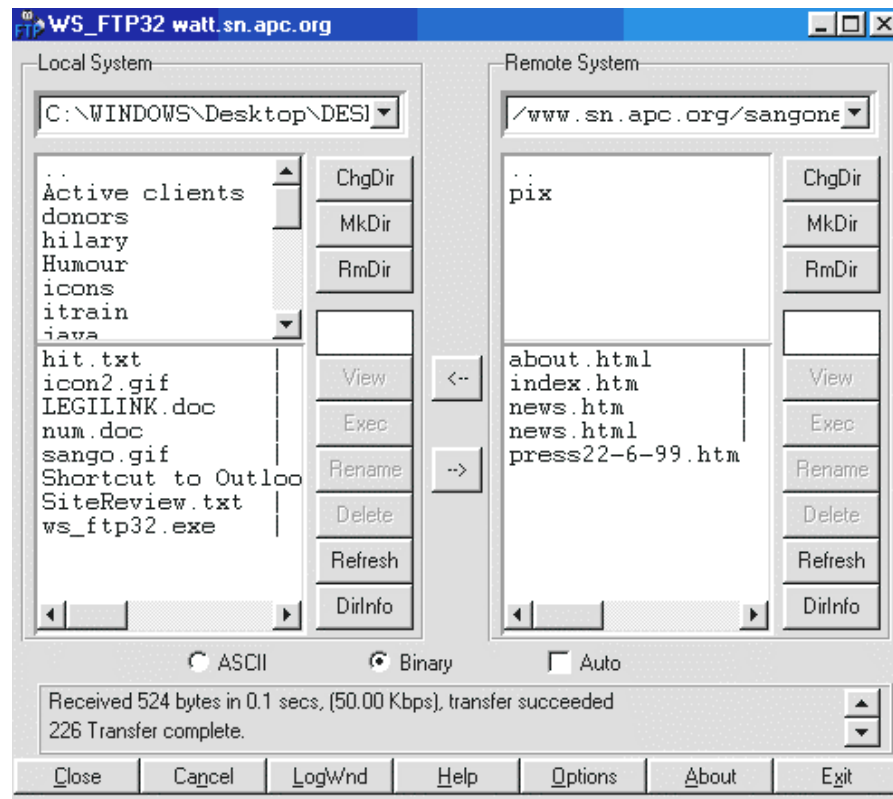 WS_FTP32 watt.sn.apc.org
Local System
C:\WINDOWS\Desktop\DES
..
Active clients
donors
hilary
Humour
icons
itrain
java
ChgDir
MkDir
RmDir
hit.txt
icon2.gif
LEGILINK.doc
num.doc
sango.gif
Shortcut to Outloo
SiteReview.txt
ws_ftp32.exe
View
Exec
Rename
Delete
Refresh
DirInfo
<--
-->
Remote System
/www.sn.apc.org/sangone
..
pix
ChgDir
MkDir
RmDir
about.html
index.htm
news.htm
news.html
press22-6-99.htm
View
Exec
Rename
Delete
Refresh
DirInfo
ASCII Binary Auto
Received 524 bytes in 0.1 secs, (50.00 Kbps), transfer succeeded
226 Transfer complete.
Close Cancel LogWnd Help Options About Exit